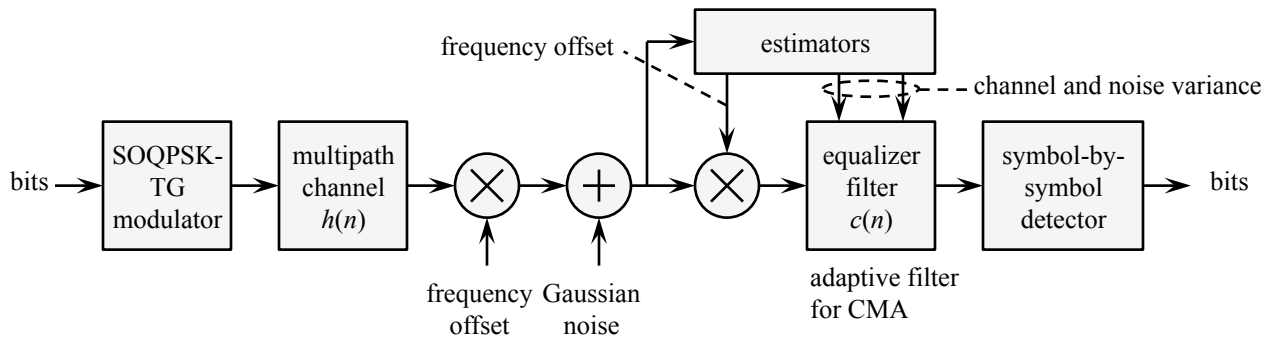 frequency offset
estimators
channel and noise variance
bits
SOQPSK-
TG
modulator
multipath
channel
h(n)
equalizer
filter
c(n)
symbol-by-
symbol
detector
bits
frequency
offset
Gaussian
noise
adaptive filter
for CMA